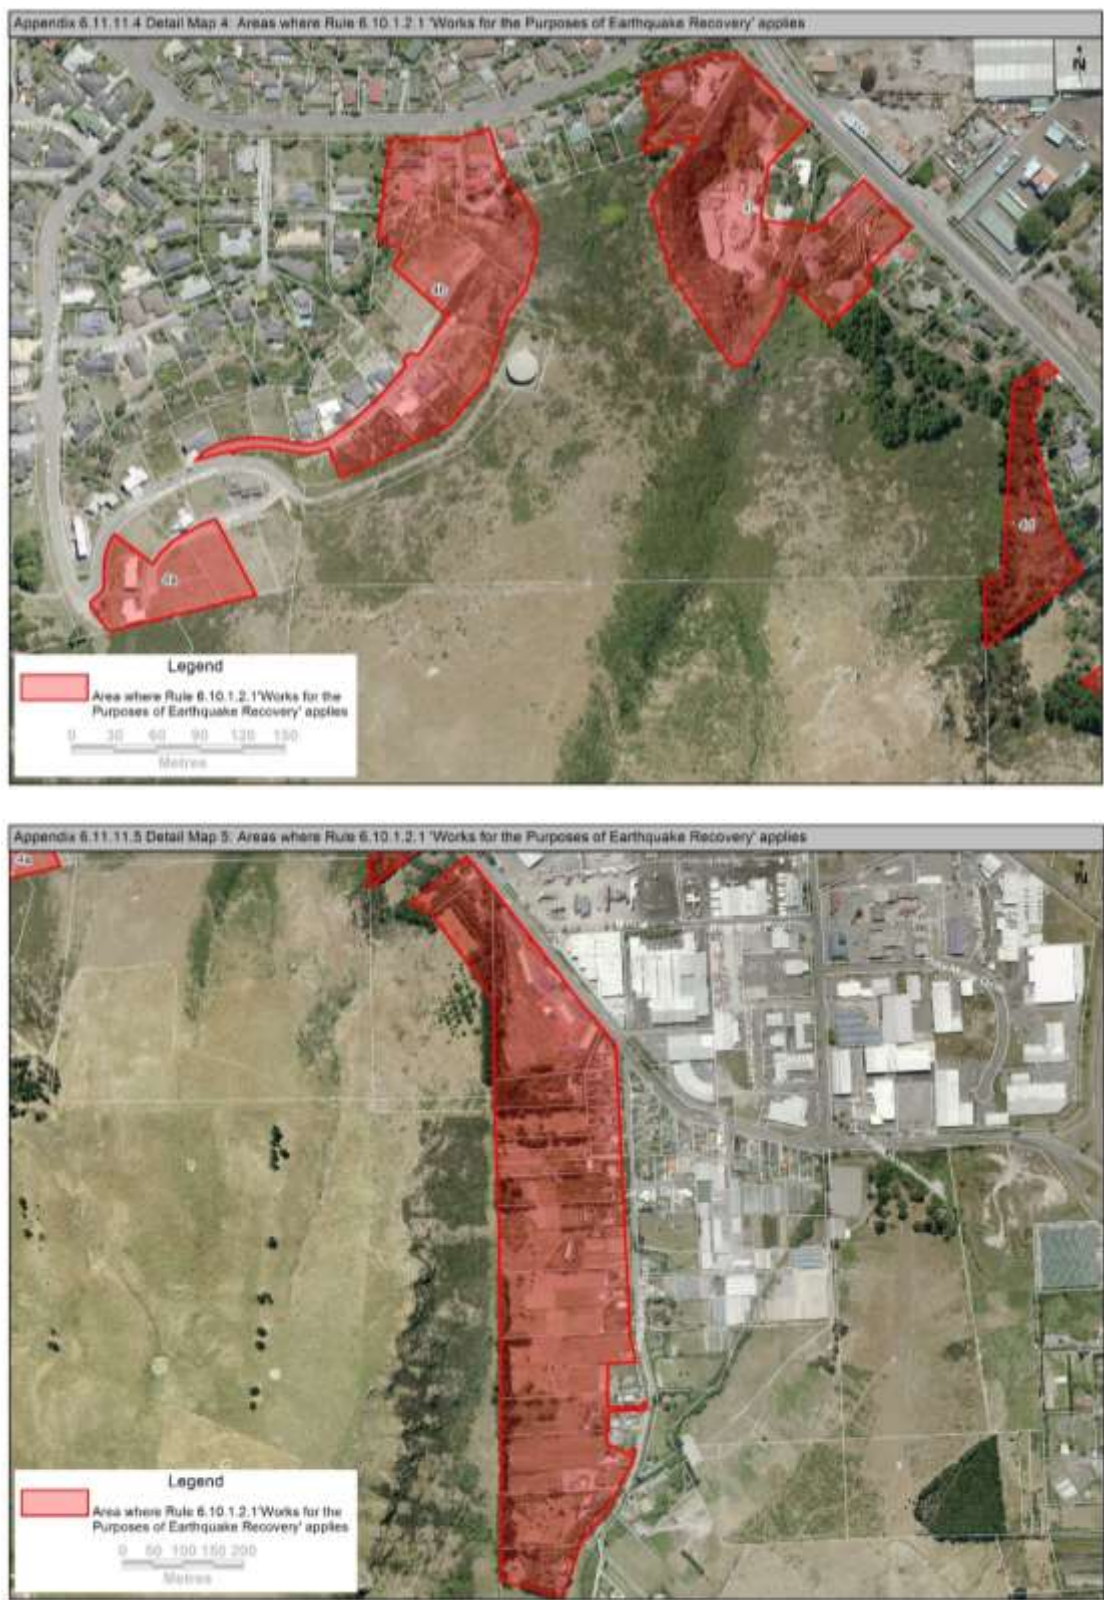 Appendix 6.11.11.4 Detail Map 4: Areas where Rule 6.10.1.2.1 'Works for the Purposes of Earthquake Recovery' applies
N
4b
4d
4a
Legend
Area where Rule 6.10.1.2.1'Works for the
Purposes of Earthquake Recovery' applies
0 30 60 90 120 150
Metres
Appendix 6.11.11.5 Detail Map 5: Areas where Rule 6.10.1.2.1 'Works for the Purposes of Earthquake Recovery' applies
4a
N
Legend
Area where Rule 6.10.1.2.1'Works for the
Purposes of Earthquake Recovery' applies
0 50 100 150 200
Metres